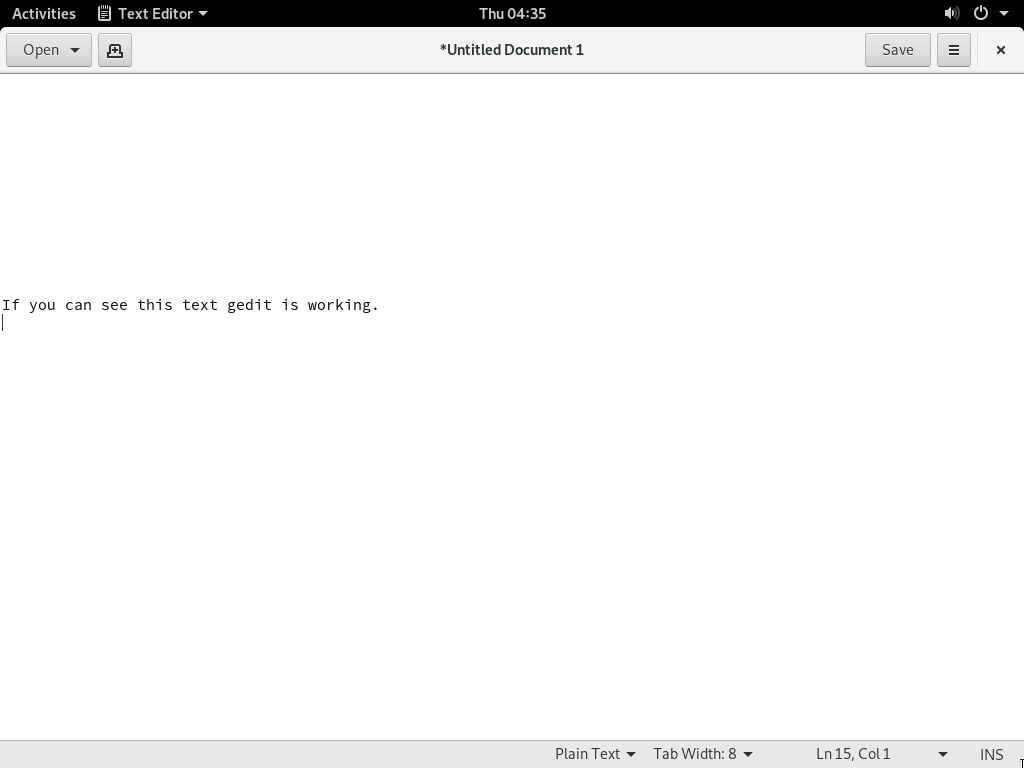 Activities Text Editor Thu 04:35
Open *Untitled Document 1 Save
If you can see this text gedit is working.
Plain Text Tab Width: 8 Ln 15, Col 1 INS